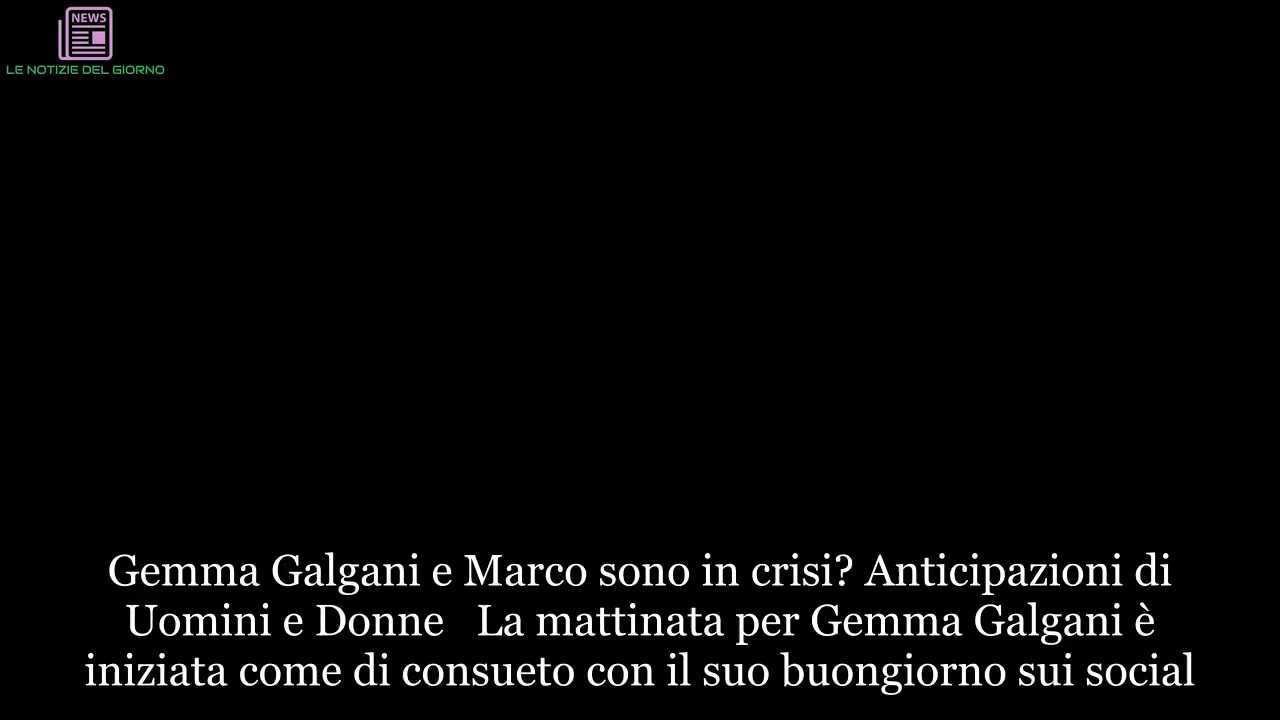 NEWS
LE NOTIZIE DEL GIORNO
Gemma Galgani e Marco sono in crisi? Anticipazioni di
Uomini e Donne   La mattinata per Gemma Galgani è
iniziata come di consueto con il suo buongiorno sui social